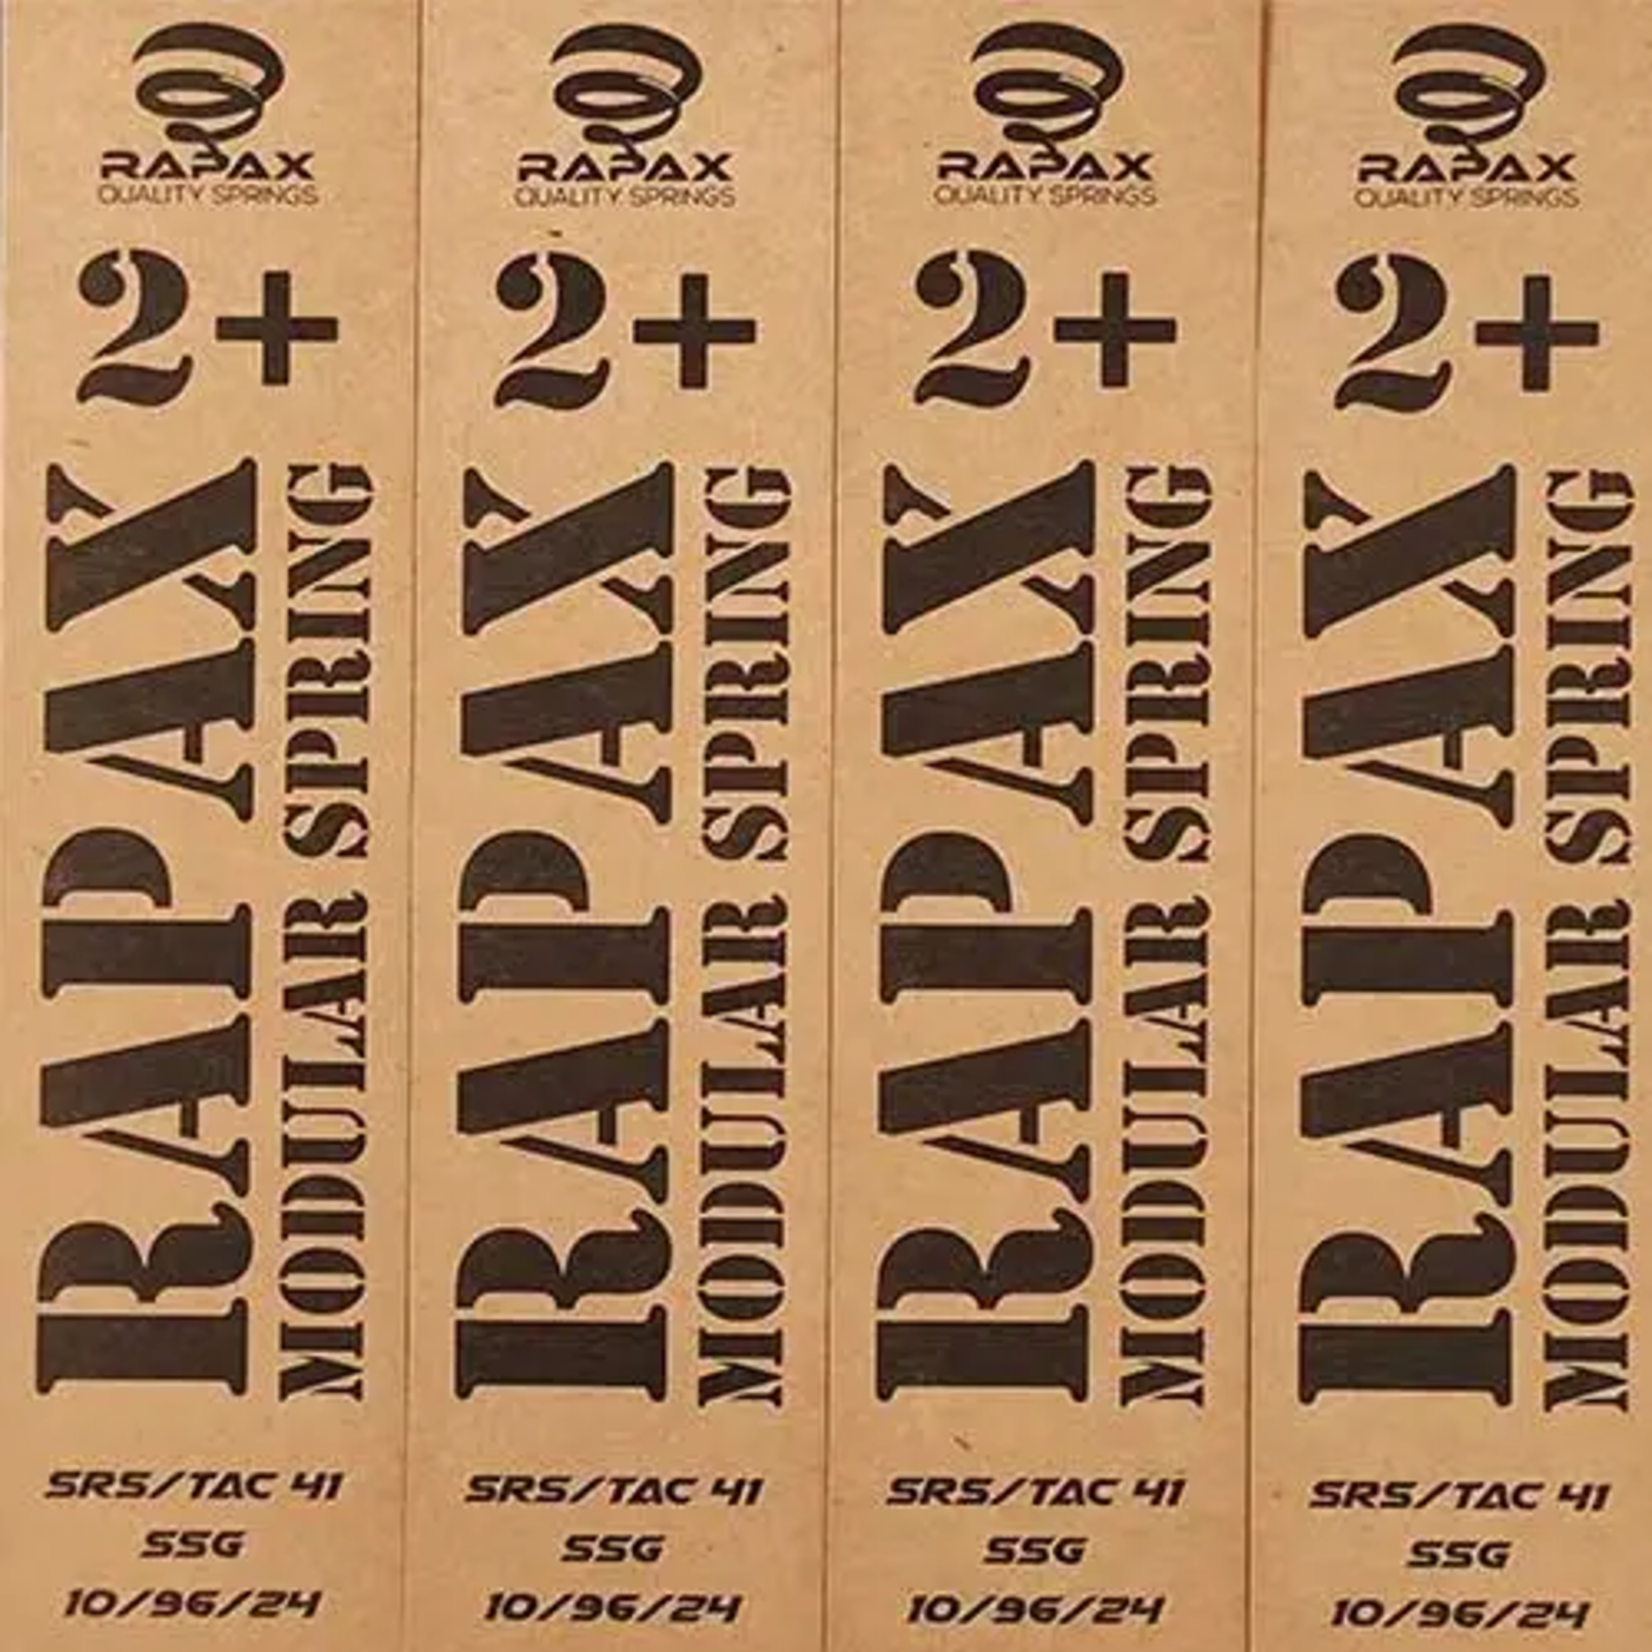 RAPAX
QUALITY SPRINGS
2+
RAPAX
MODULAR SPRING
SRS/TAC 41
SSG
10/96/24
RAPAX
QUALITY SPRINGS
2+
RAPAX
MODULAR SPRING
SRS/TAC 41
SSG
10/96/24
RAPAX
QUALITY SPRINGS
2+
RAPAX
MODULAR SPRING
SRS/TAC 41
SSG
10/96/24
RAPAX
QUALITY SPRINGS
2+
RAPAX
MODULAR SPRING
SRS/TAC 41
SSG
10/96/24